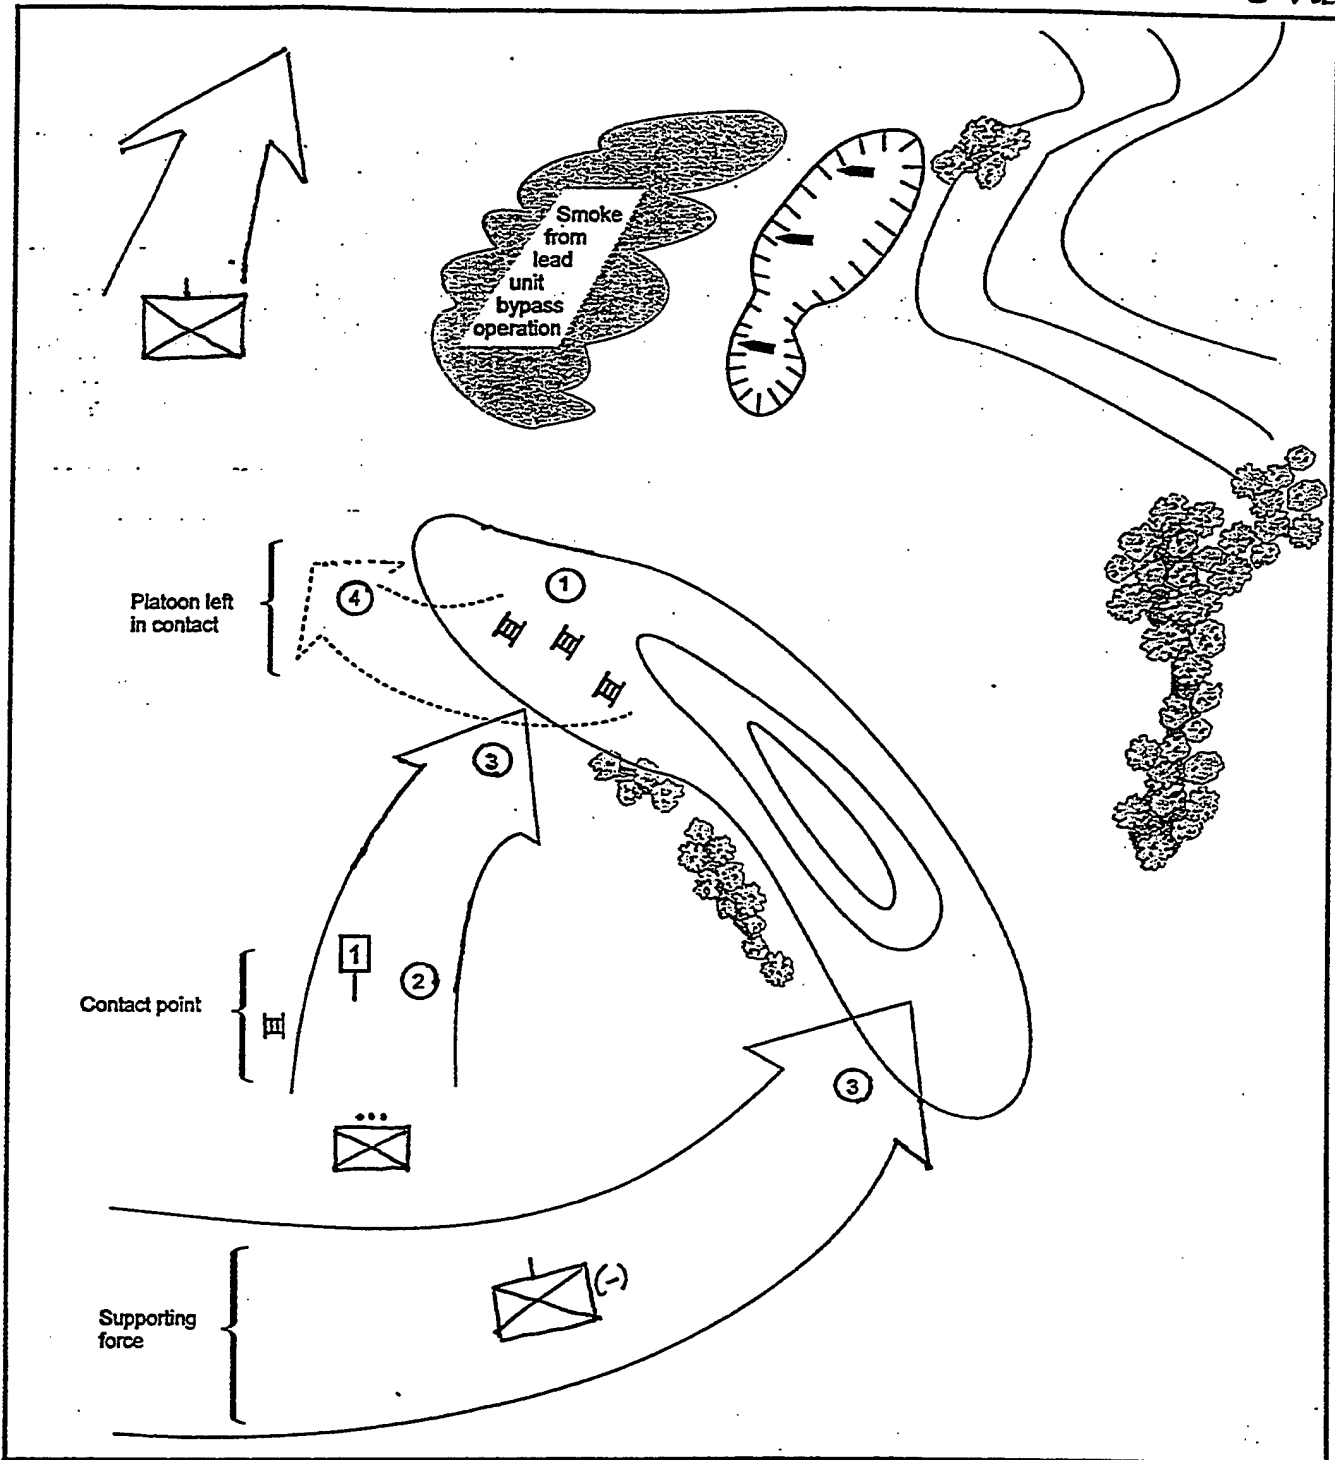 Smoke
from
lead
unit
bypass
operation
Platoon left
in contact
4
1
3
1
2
Contact point
3
(-)
Supporting
force